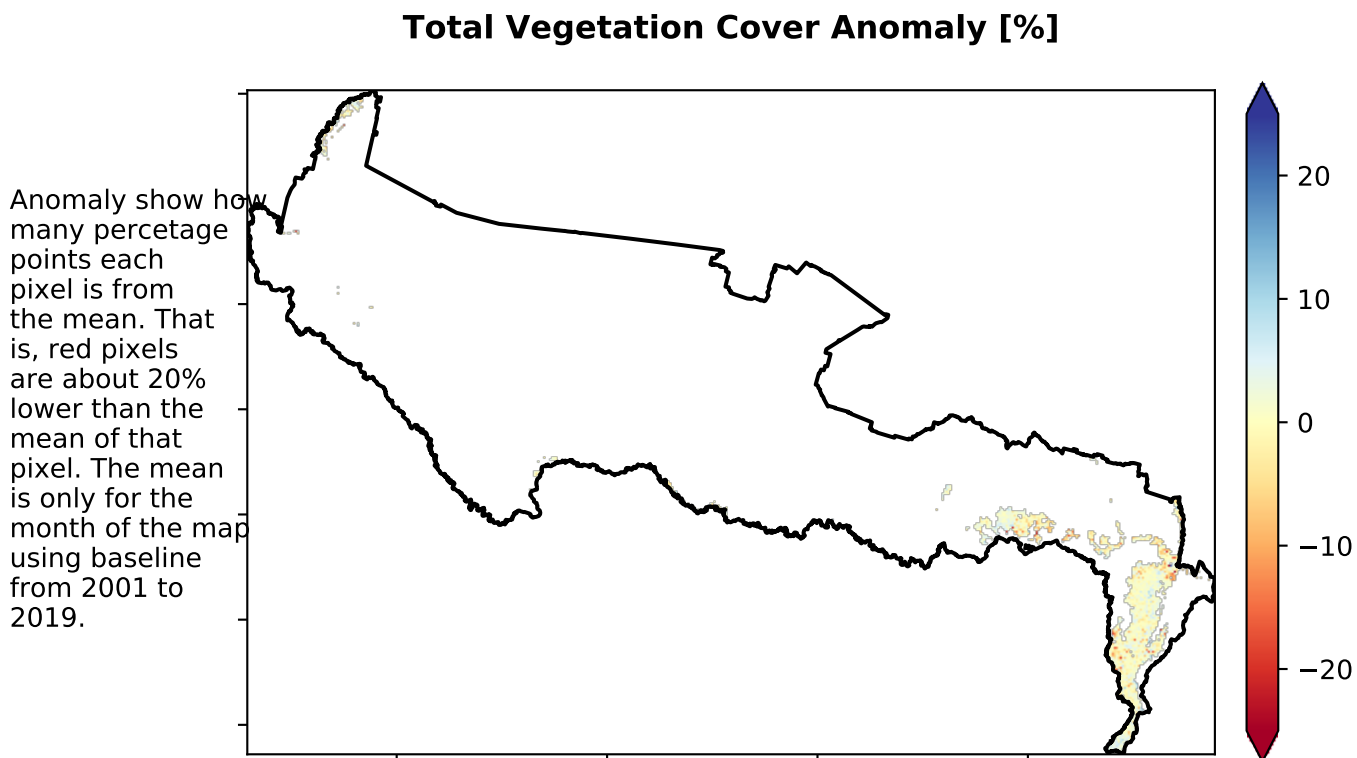 Total Vegetation Cover Anomaly [%]
Anomaly show how
many percetage
points each
pixel is from
the mean. That
is, red pixels
are about 20%
lower than the
mean of that
pixel. The mean
is only for the
month of the map
using baseline
from 2001 to
2019.
20
10
0
−10
−20